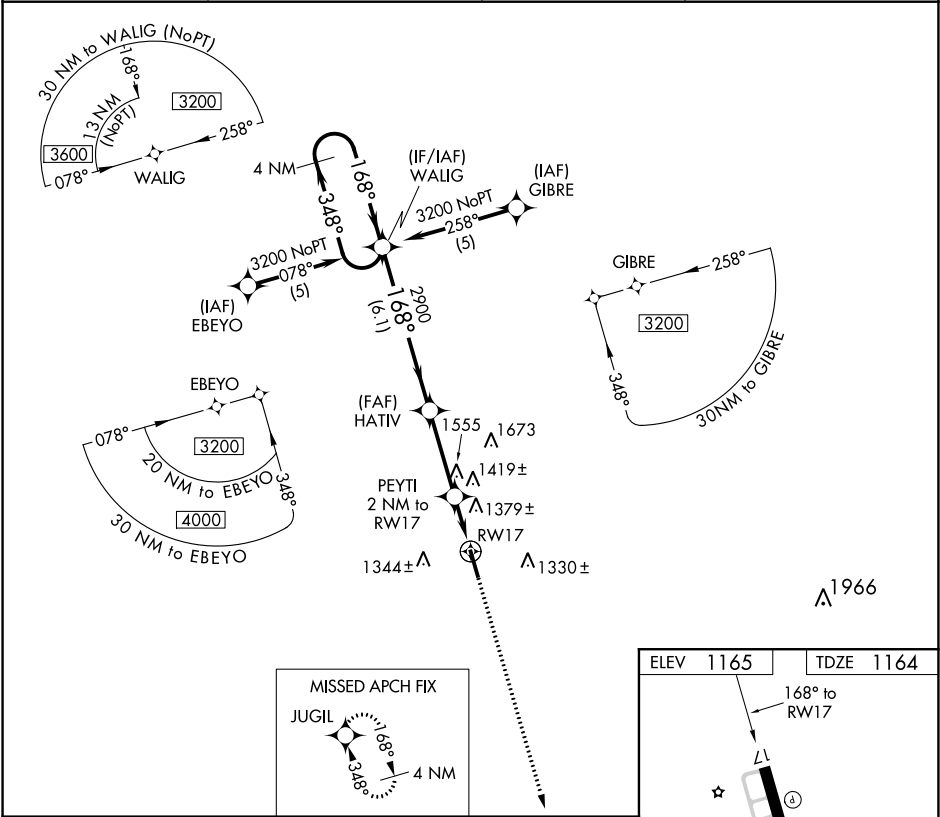 30 NM to WALIG (NoPT)
168°
13 NM
(NoPT)
3200
3600
258°
078°
WALIG
4 NM
168°
348°
(IF/IAF)
WALIG
(IAF)
GIBRE
3200 NoPT
258°
(5)
3200 NoPT
078°
(5)
(IAF)
EBEYO
2900
168°
(6.1)
GIBRE
258°
3200
348°
30NM to GIBRE
EBEYO
078°
3200
20 NM to EBEYO
348°
4000
30 NM to EBEYO
(FAF)
HATIV
1555
1673
1419±
PEYTI
2 NM to
RW17
1379±
RW17
1344±
1330±
1966
MISSED APCH FIX
JUGIL
168°
348°
4 NM
ELEV 1165
TDZE 1164
168° to
RW17
17
P